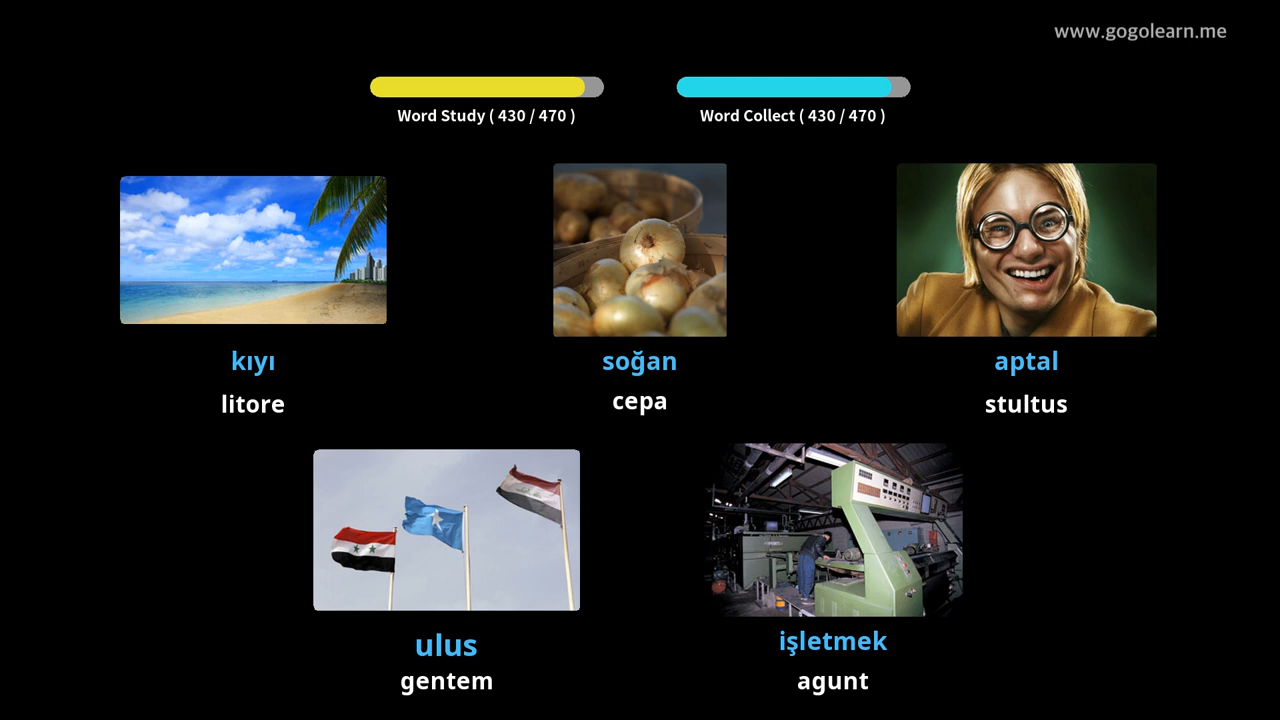 www.gogolearn.me
Word Study ( 430 / 470 )
Word Collect ( 430 / 470 )
kıyı
litore
soğan
cepa
aptal
stultus
ulus
gentem
işletmek
agunt